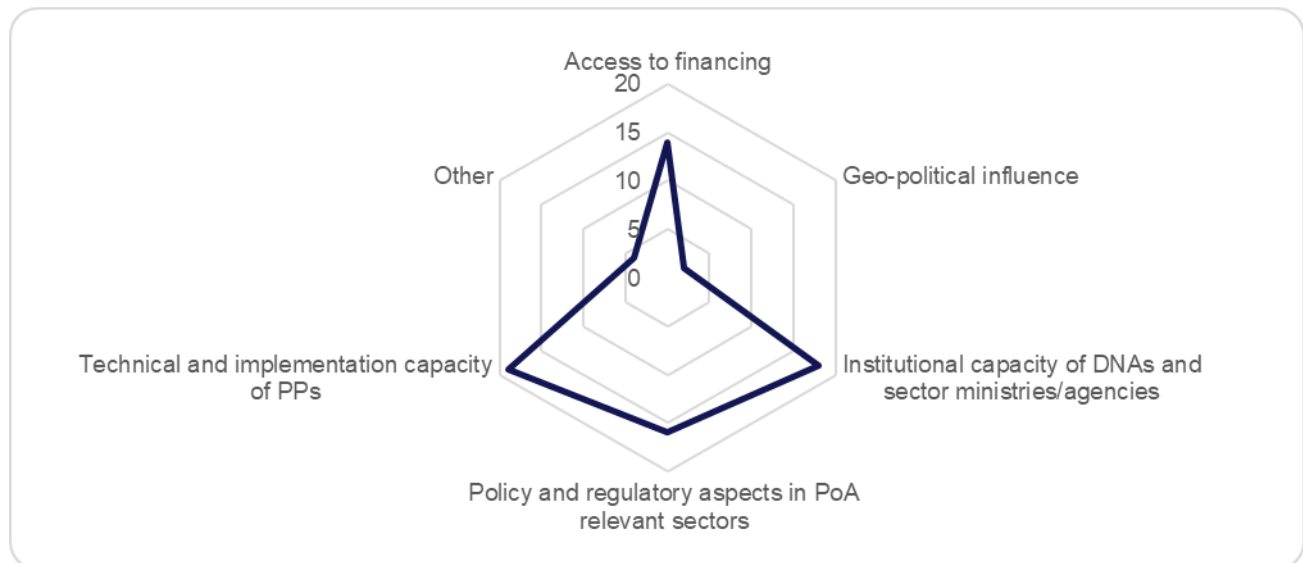 Access to financing
20
15
10
5
0
Other
Geo-political influence
Technical and implementation capacity
of PPs
Institutional capacity of DNAs and
sector ministries/agencies
Policy and regulatory aspects in PoA
relevant sectors